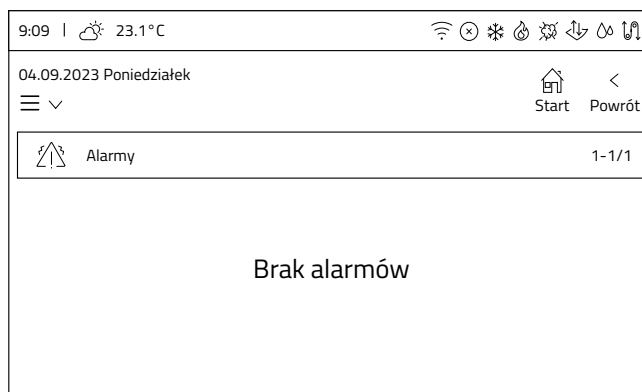 9:09 | 23.1°C
04.09.2023 Poniedziałek
Start Powrót
Alarmy 1-1/1
Brak alarmów